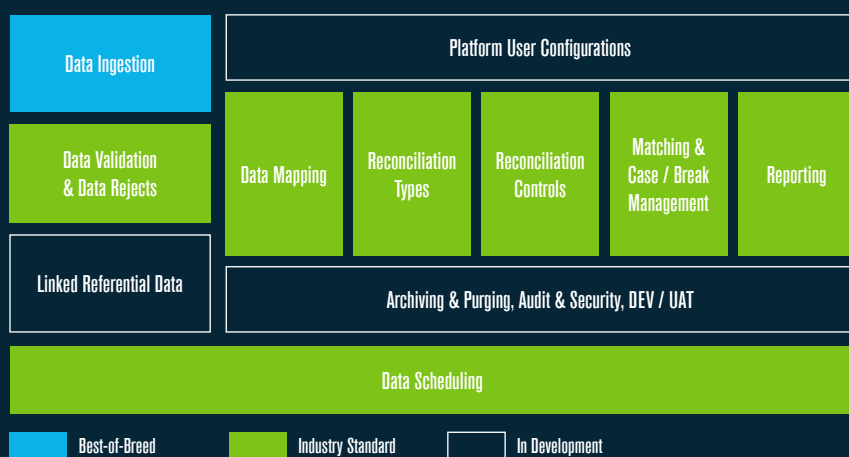 Data Ingestion
Platform User Configurations
Data Validation
& Data Rejects
Data Mapping
Reconciliation
Types
Reconciliation
Controls
Matching &
Case / Break
Management
Reporting
Linked Referential Data
Archiving & Purging, Audit & Security, DEV / UAT
Data Scheduling
Best-of-Breed
Industry Standard
In Development